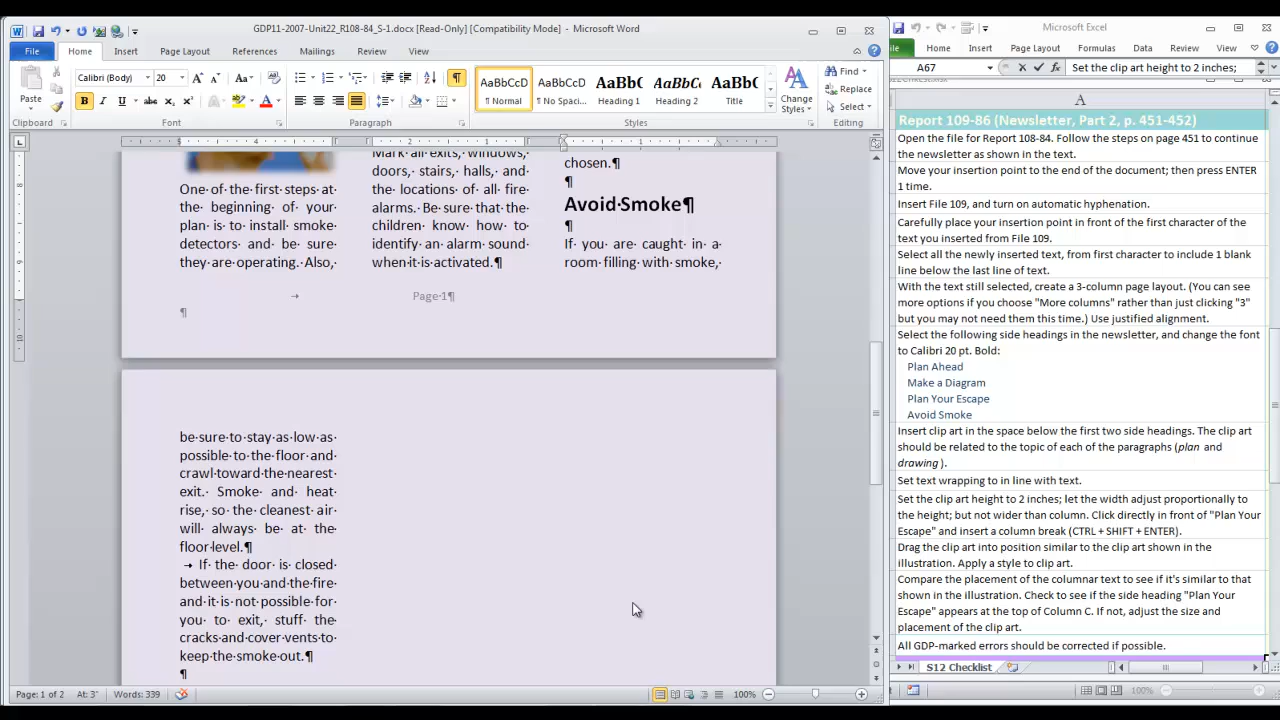 GDP11-2007-Unit22_R108-84_S-1.docx [Read-Only] [Compatibility Mode] - Microsoft Word
File Home Insert Page Layout References Mailings Review View
Paste
Calibri (Body) 20
AaBbCcD ¶ Normal
AaBbCcD ¶ No Spaci...
AaBbC Heading 1
AaBbCc Heading 2
AaBbC Title
Change Styles
Find
Replace
Select
Clipboard Font Paragraph Styles Editing
One of the first steps at
the beginning of your
plan is to install smoke
detectors and be sure
they are operating. Also,
Mark all exits, windows,
doors, stairs, halls, and
the locations of all fire
alarms. Be sure that the
children know how to
identify an alarm sound
when it is activated.¶
chosen.¶
¶
Avoid Smoke¶
¶
If you are caught in a
room filling with smoke,
→ Page 1¶
¶
be sure to stay as low as
possible to the floor and
crawl toward the nearest
exit. Smoke and heat
rise, so the cleanest air
will always be at the
floor level.¶
→ If the door is closed
between you and the fire
and it is not possible for
you to exit, stuff the
cracks and cover vents to
keep the smoke out.¶
¶
Page: 1 of 2 At: 3" Words: 339 100%
Microsoft Excel
Home Insert Page Layout Formulas Data Review View
A67 fx Set the clip art height to 2 inches;
A
Report 109-86 (Newsletter, Part 2, p. 451-452)
Open the file for Report 108-84. Follow the steps on page 451 to continue
the newsletter as shown in the text.
Move your insertion point to the end of the document; then press ENTER
1 time.
Insert File 109, and turn on automatic hyphenation.
Carefully place your insertion point in front of the first character of the
text you inserted from File 109.
Select all the newly inserted text, from first character to include 1 blank
line below the last line of text.
With the text still selected, create a 3-column page layout. (You can see
more options if you choose "More columns" rather than just clicking "3"
but you may not need them this time.) Use justified alignment.
Select the following side headings in the newsletter, and change the font
to Calibri 20 pt. Bold:
Plan Ahead
Make a Diagram
Plan Your Escape
Avoid Smoke
Insert clip art in the space below the first two side headings. The clip art
should be related to the topic of each of the paragraphs (plan and
drawing ).
Set text wrapping to in line with text.
Set the clip art height to 2 inches; let the width adjust proportionally to
the height; but not wider than column. Click directly in front of "Plan Your
Escape" and insert a column break (CTRL + SHIFT + ENTER).
Drag the clip art into position similar to the clip art shown in the
illustration. Apply a style to clip art.
Compare the placement of the columnar text to see if it's similar to that
shown in the illustration. Check to see if the side heading "Plan Your
Escape" appears at the top of Column C. If not, adjust the size and
placement of the clip art.
All GDP-marked errors should be corrected if possible.
S12 Checklist
100%